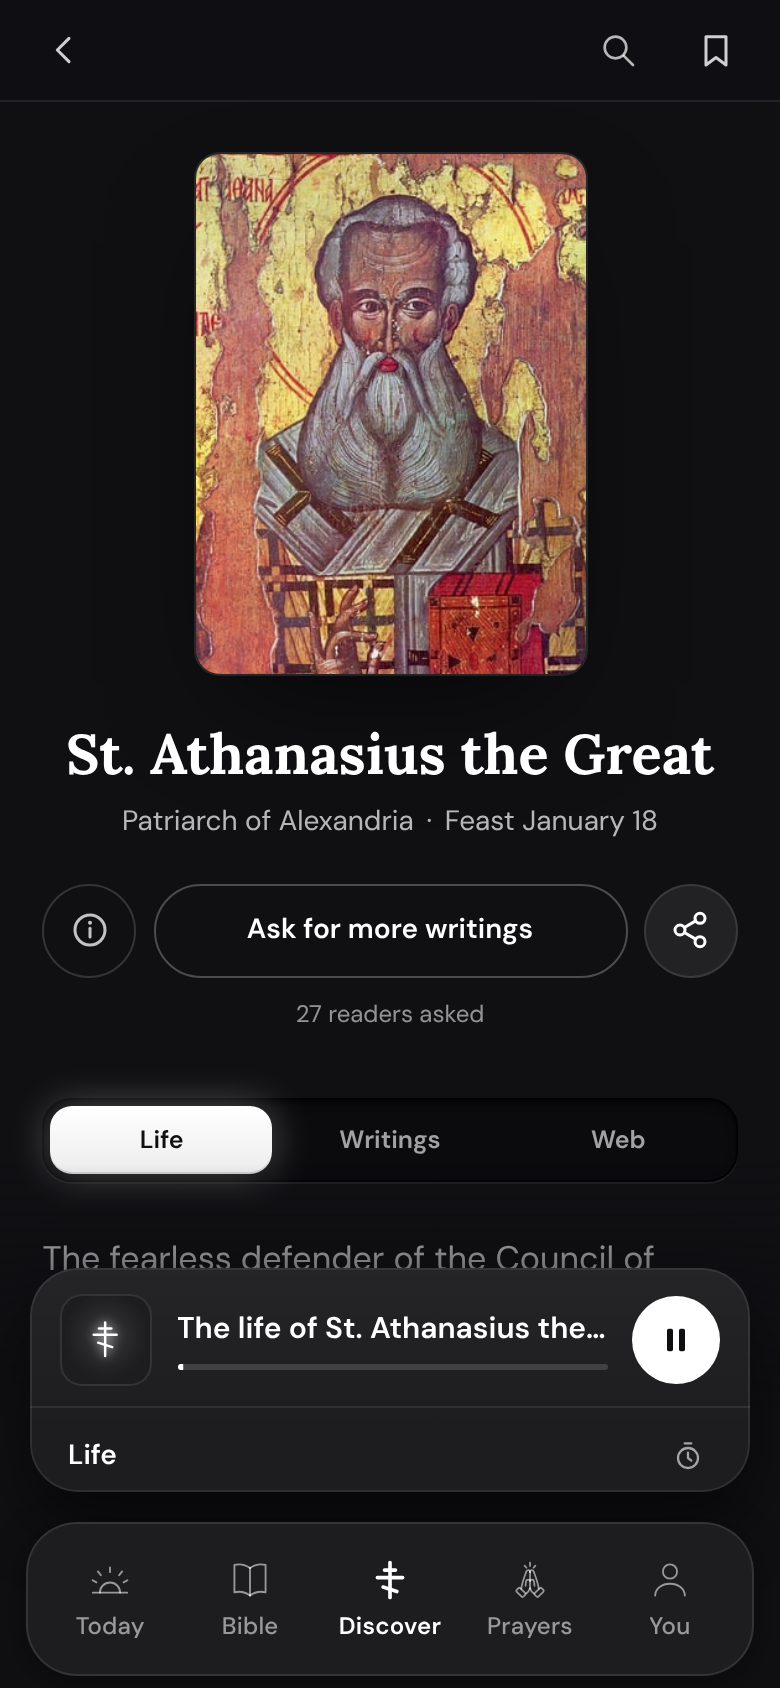 ΑΓ ΑΘΑΝΑ
St. Athanasius the Great
Patriarch of Alexandria · Feast January 18
Ask for more writings
27 readers asked
Life Writings Web
The fearless defender of the Council of
The life of St. Athanasius the...
Life
Today Bible Discover Prayers You